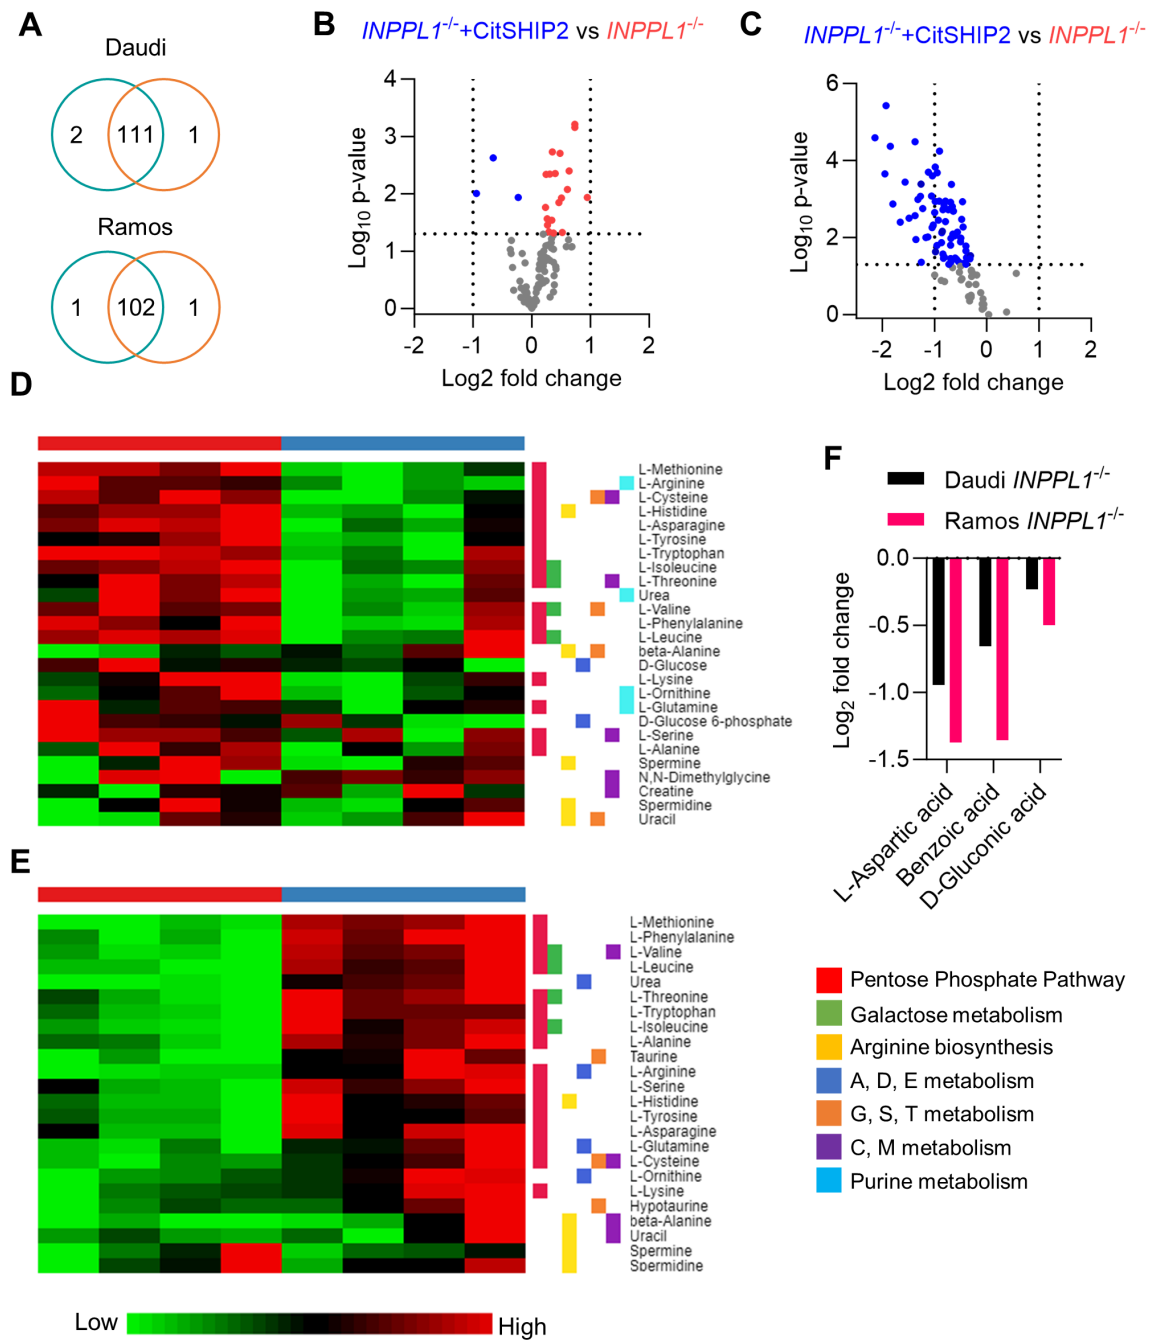 A
Daudi
2 111 1
Ramos
1 102 1
B
INPPL1-/-+CitSHIP2 vs INPPL1-/-
Log10 p-value
4
3
2
1
0
-2 -1 0 1 2
Log2 fold change
C
INPPL1-/-+CitSHIP2 vs INPPL1-/-
Log10 p-value
6
4
2
0
-2 -1 0 1 2
Log2 fold change
D
L-Methionine
L-Arginine
L-Cysteine
L-Histidine
L-Asparagine
L-Tyrosine
L-Tryptophan
L-Isoleucine
L-Threonine
Urea
L-Valine
L-Phenylalanine
L-Leucine
beta-Alanine
D-Glucose
L-Lysine
L-Ornithine
L-Glutamine
D-Glucose 6-phosphate
L-Serine
L-Alanine
Spermine
N,N-Dimethylglycine
Creatine
Spermidine
Uracil
E
L-Methionine
L-Phenylalanine
L-Valine
L-Leucine
Urea
L-Threonine
L-Tryptophan
L-Isoleucine
L-Alanine
Taurine
L-Arginine
L-Serine
L-Histidine
L-Tyrosine
L-Asparagine
L-Glutamine
L-Cysteine
L-Ornithine
L-Lysine
Hypotaurine
beta-Alanine
Uracil
Spermine
Spermidine
Low High
F
Daudi INPPL1-/-
Ramos INPPL1-/-
Log2 fold change
0.0
-0.5
-1.0
-1.5
L-Aspartic acid
Benzoic acid
D-Gluconic acid
Pentose Phosphate Pathway
Galactose metabolism
Arginine biosynthesis
A, D, E metabolism
G, S, T metabolism
C, M metabolism
Purine metabolism